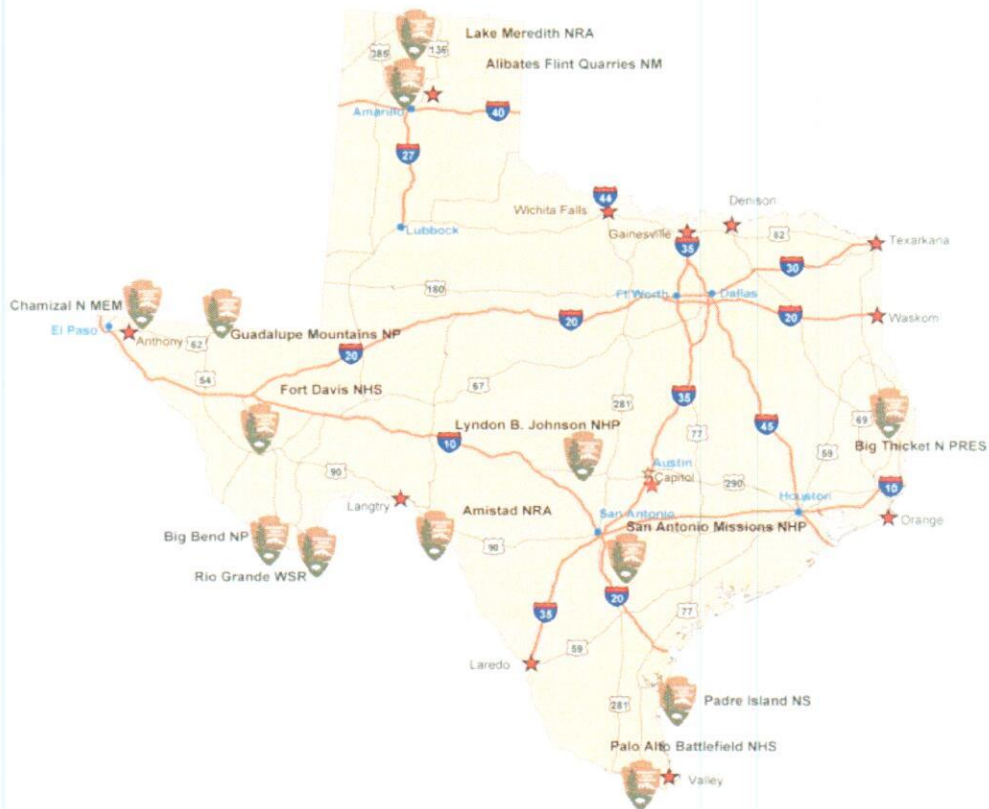 Lake Meredith NRA
385
136
Alibates Flint Quarries NM
Amarillo
40
27
44
Wichita Falls
Denison
Lubbock
Gainesville
82
Texarkana
35
30
180
Ft Worth
Dallas
Chamizal N MEM
El Paso
Anthony
62
Guadalupe Mountains NP
20
20
20
Waskom
54
Fort Davis NHS
67
281
35
77
45
69
Lyndon B. Johnson NHP
Big Thicket N PRES
10
59
Austin
Capitol
90
290
10
Langtry
Houston
Amistad NRA
San Antonio
San Antonio Missions NHP
Orange
Big Bend NP
90
Rio Grande WSR
35
20
77
59
Laredo
281
Padre Island NS
Palo Alto Battlefield NHS
Valley